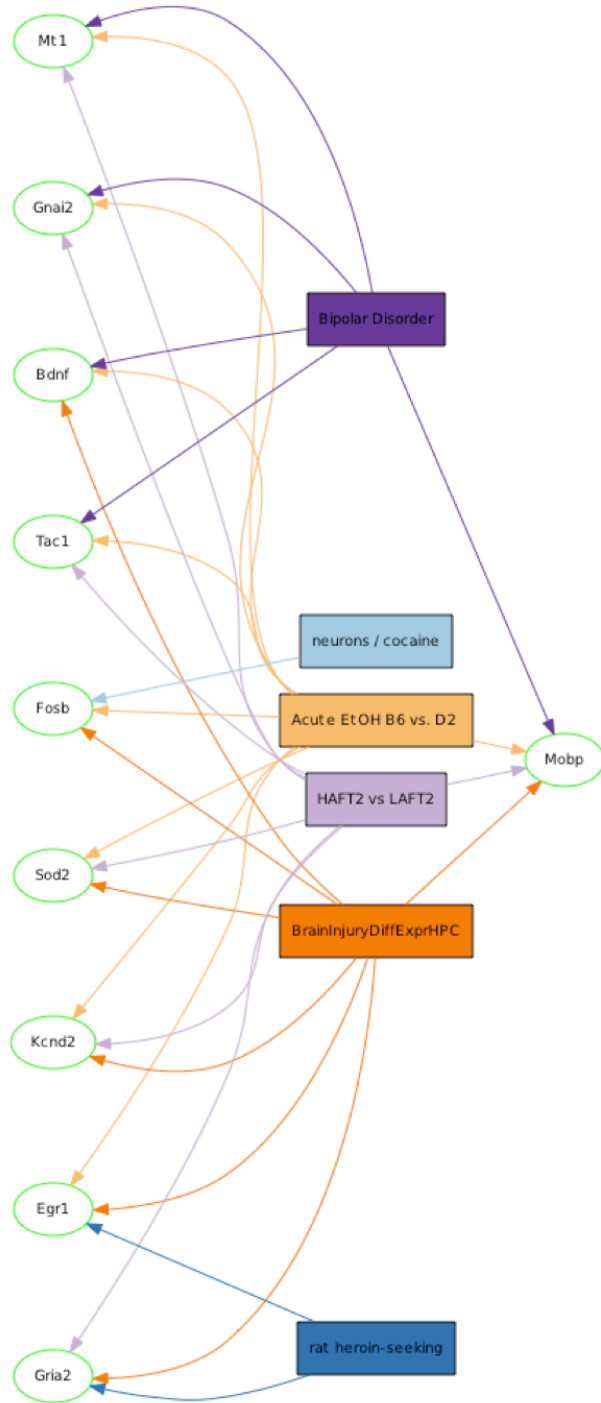 Mt1
Gnai2
Bipolar Disorder
Bdnf
Tac1
neurons / cocaine
Fosb
Acute EtOH B6 vs. D2
Mobp
HAFT2 vs LAFT2
Sod2
BrainInjuryDiffExprHPC
Kcnd2
Egr1
rat heroin-seeking
Gria2